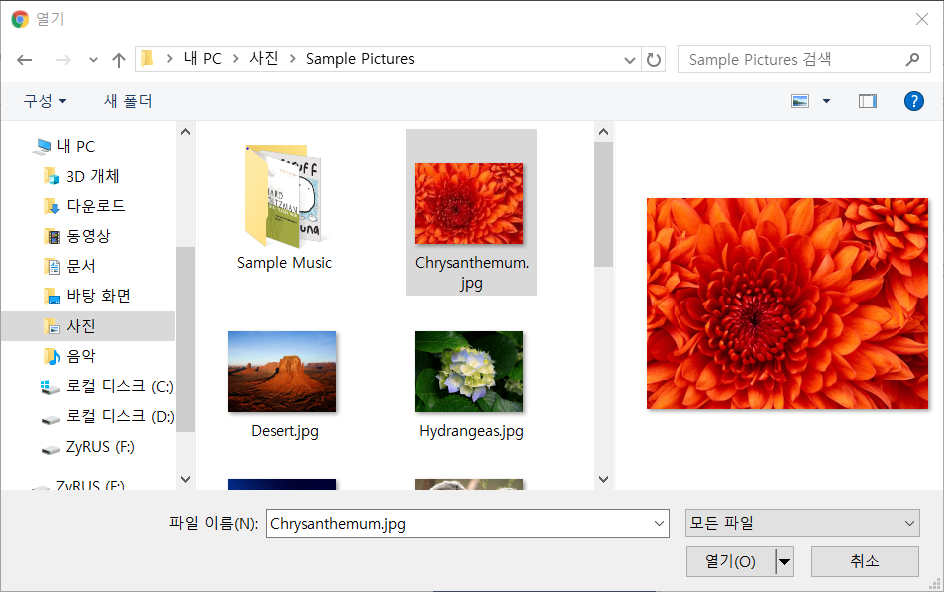 열기
내 PC
사진
Sample Pictures
Sample Pictures 검색
구성
새 폴더
?
내 PC
3D 개체
다운로드
동영상
문서
바탕 화면
사진
음악
로컬 디스크 (C:)
로컬 디스크 (D:)
ZyRUS (F:)
ZyRUS (F:)
Sample Music
Chrysanthemum.
jpg
Desert.jpg
Hydrangeas.jpg
파일 이름(N):
Chrysanthemum.jpg
모든 파일
열기(O)
취소